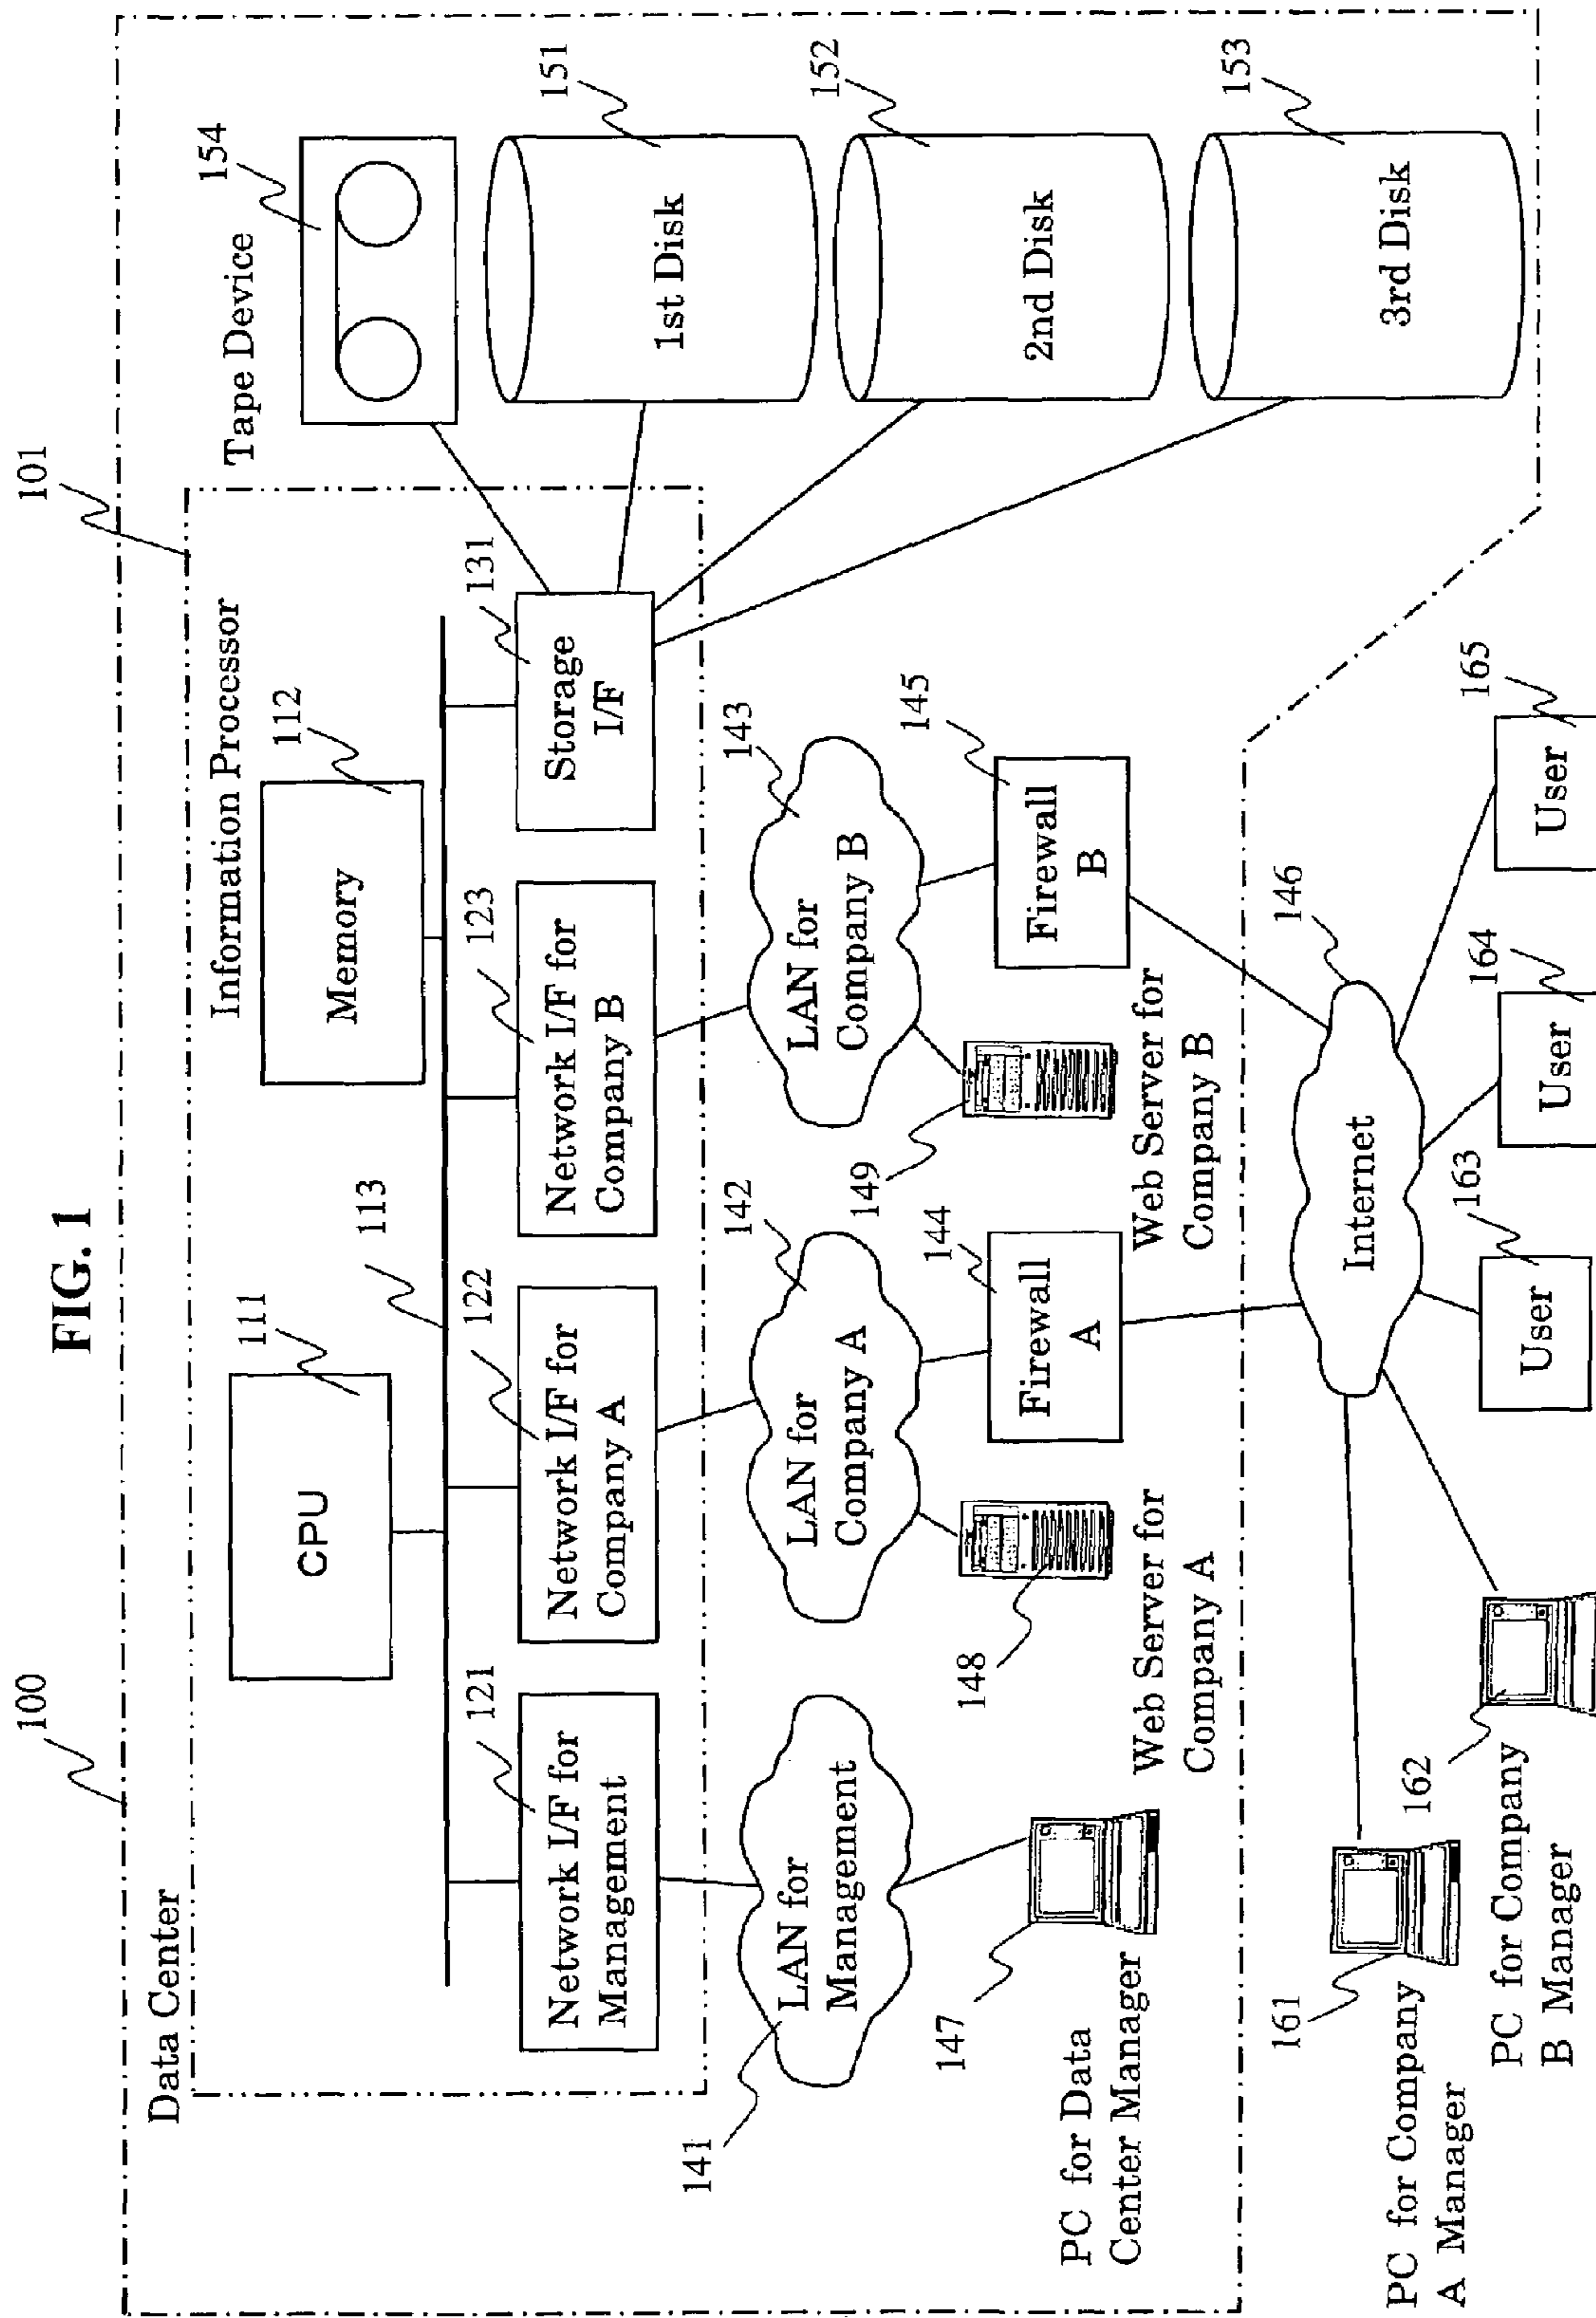 FIG. 1
100
101
Data Center
Information Processor
Tape Device
154
111
CPU
112
Memory
113
121
Network I/F for
Management
122
Network I/F for
Company A
123
Network I/F for
Company B
131
Storage
I/F
151
1st Disk
152
2nd Disk
153
3rd Disk
141
LAN for
Management
142
LAN for
Company A
143
LAN for
Company B
147
PC for Data
Center Manager
148
Web Server for
Company A
144
Firewall
A
149
Web Server for
Company B
145
Firewall
B
146
Internet
161
PC for Company
A Manager
162
PC for Company
B Manager
163
User
164
User
165
User